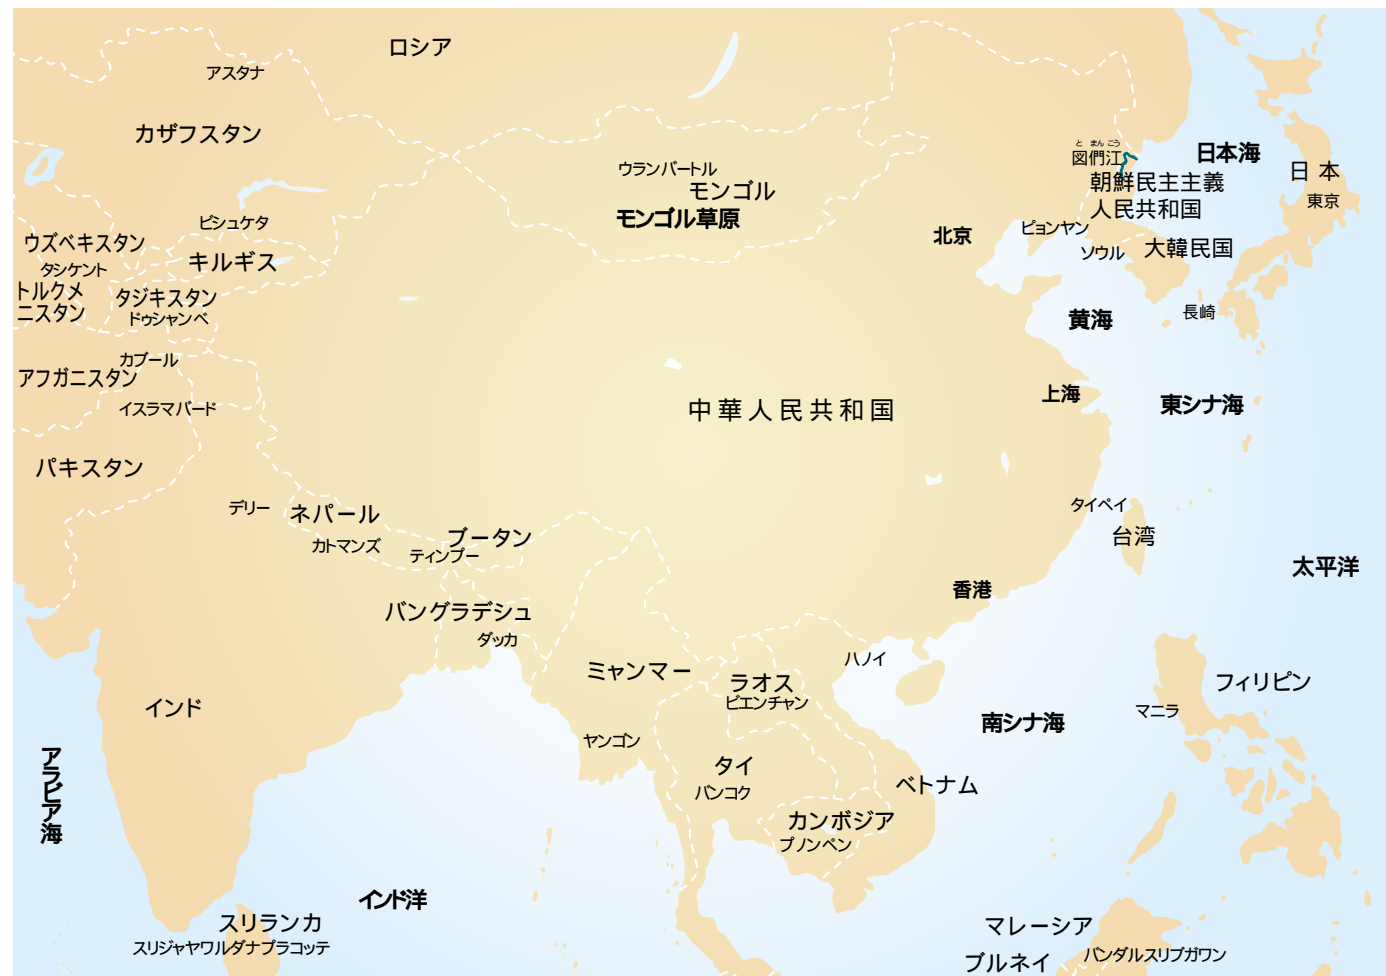 ロシア
アスタナ
カザフスタン
ウランバートル
モンゴル
モンゴル草原
ビシュケタ
ウズベキスタン
タシケント
キルギス
トルクメ
ニスタン
タジキスタン
ドゥシャンベ
カブール
アフガニスタン
イスラマバード
パキスタン
と まん こう
図們江
朝鮮民主主義
人民共和国
日本海
日本
東京
北京
ピョンヤン
ソウル
大韓民国
長崎
黄海
上海
東シナ海
中華人民共和国
デリー
ネパール
カトマンズ
ブータン
ティンプー
タイペイ
台湾
太平洋
香港
バングラデシュ
ダッカ
ミャンマー
ラオス
ビエンチャン
ハノイ
フィリピン
マニラ
南シナ海
インド
ヤンゴン
タイ
バンコク
ベトナム
カンボジア
プノンペン
アラビア海
インド洋
スリランカ
スリジャヤワルダナプラコッテ
マレーシア
ブルネイ
バンダルスリブガワン